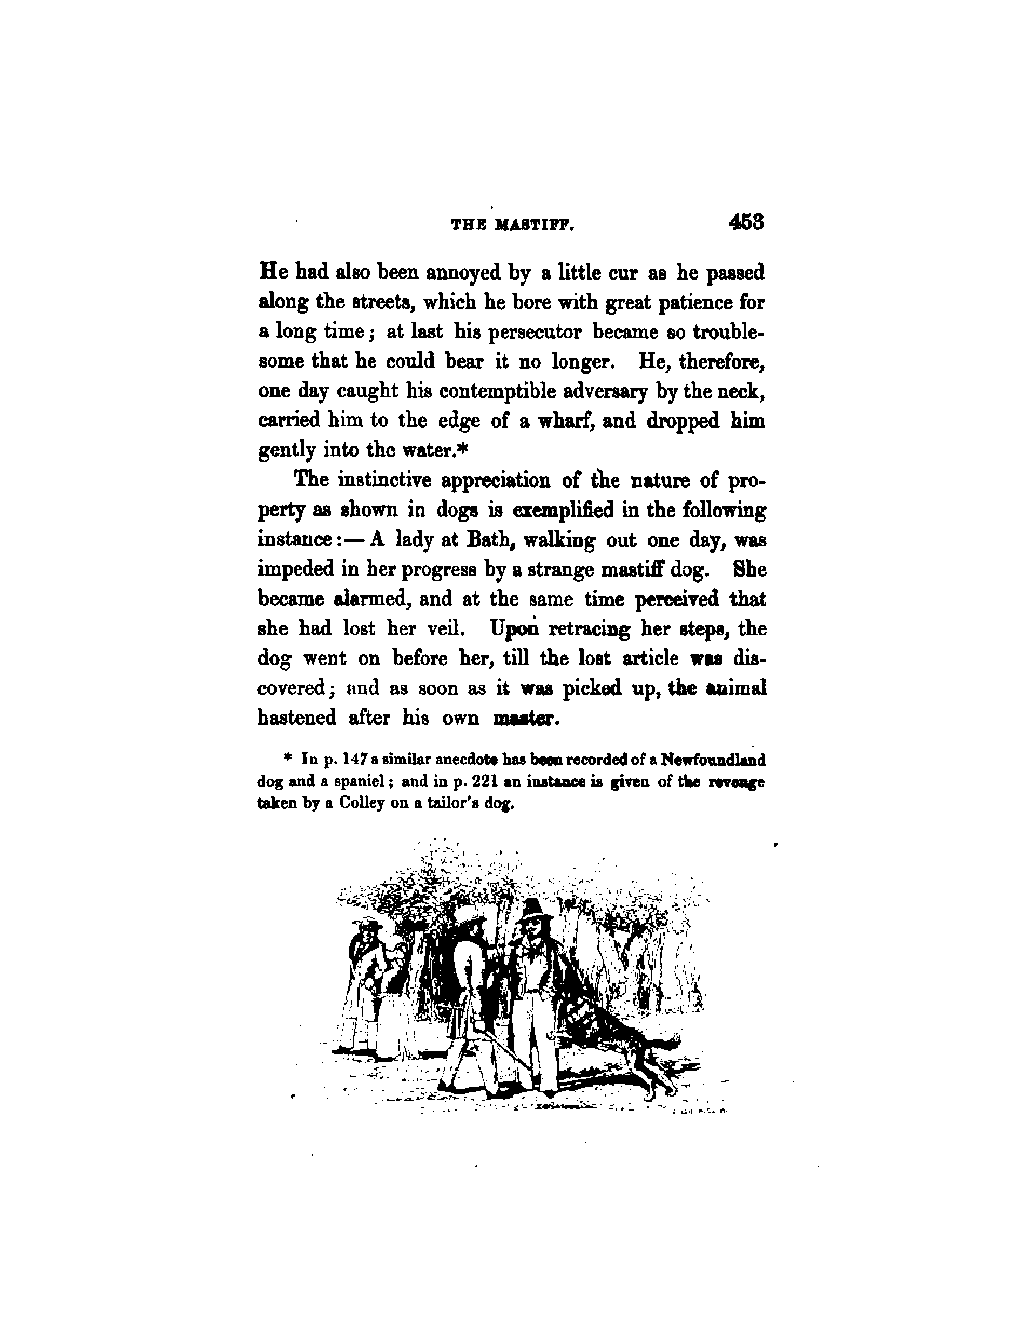 THE MASTIFF. 453
He had also been annoyed by a little cur as he passed
along the streets, which he bore with great patience for
a long time; at last his persecutor became so trouble-
some that he could bear it no longer. He, therefore,
one day caught his contemptible adversary by the neck,
carried him to the edge of a wharf, and dropped him
gently into the water.*
The instinctive appreciation of the nature of pro-
perty as shown in dogs is exemplified in the following
instance:— A lady at Bath, walking out one day, was
impeded in her progress by a strange mastiff dog. She
became alarmed, and at the same time perceived that
she had lost her veil. Upon retracing her steps, the
dog went on before her, till the lost article was dis-
covered; and as soon as it was picked up, the animal
hastened after his own master.
* In p. 147 a similar anecdote has been recorded of a Newfoundland
dog and a spaniel; and in p. 221 an instance is given of the revenge
taken by a Colley on a tailor's dog.